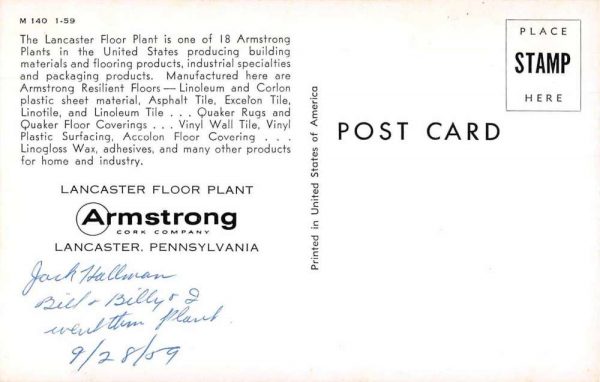 M 140 1-59
The Lancaster Floor Plant is one of 18 Armstrong
Plants in the United States producing building
materials and flooring products, industrial specialties
and packaging products. Manufactured here are
Armstrong Resilient Floors — Linoleum and Corlon
plastic sheet material, Asphalt Tile, Excelon Tile,
Linotile, and Linoleum Tile . . . Quaker Rugs and
Quaker Floor Coverings . . . Vinyl Wall Tile, Vinyl
Plastic Surfacing, Accolon Floor Covering . . .
Linogloss Wax, adhesives, and many other products
for home and industry.
LANCASTER FLOOR PLANT
Armstrong
CORK COMPANY
LANCASTER, PENNSYLVANIA
Jack Hallman
Bill & Billy & I
went thru Plant
9/28/59
Printed in United States of America
POST CARD
PLACE
STAMP
HERE